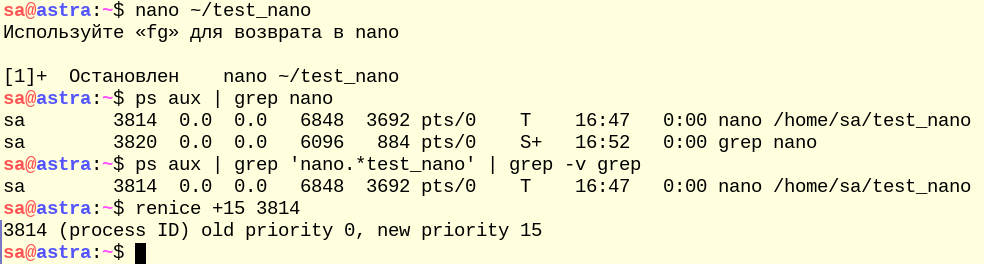 sa@astra:~$ nano ~/test_nano
Используйте «fg» для возврата в nano
[1]+  Остановлен    nano ~/test_nano
sa@astra:~$ ps aux | grep nano
sa        3814  0.0  0.0   6848  3692 pts/0    T    16:47   0:00 nano /home/sa/test_nano
sa        3820  0.0  0.0   6096   884 pts/0    S+   16:52   0:00 grep nano
sa@astra:~$ ps aux | grep 'nano.*test_nano' | grep -v grep
sa        3814  0.0  0.0   6848  3692 pts/0    T    16:47   0:00 nano /home/sa/test_nano
sa@astra:~$ renice +15 3814
3814 (process ID) old priority 0, new priority 15
sa@astra:~$